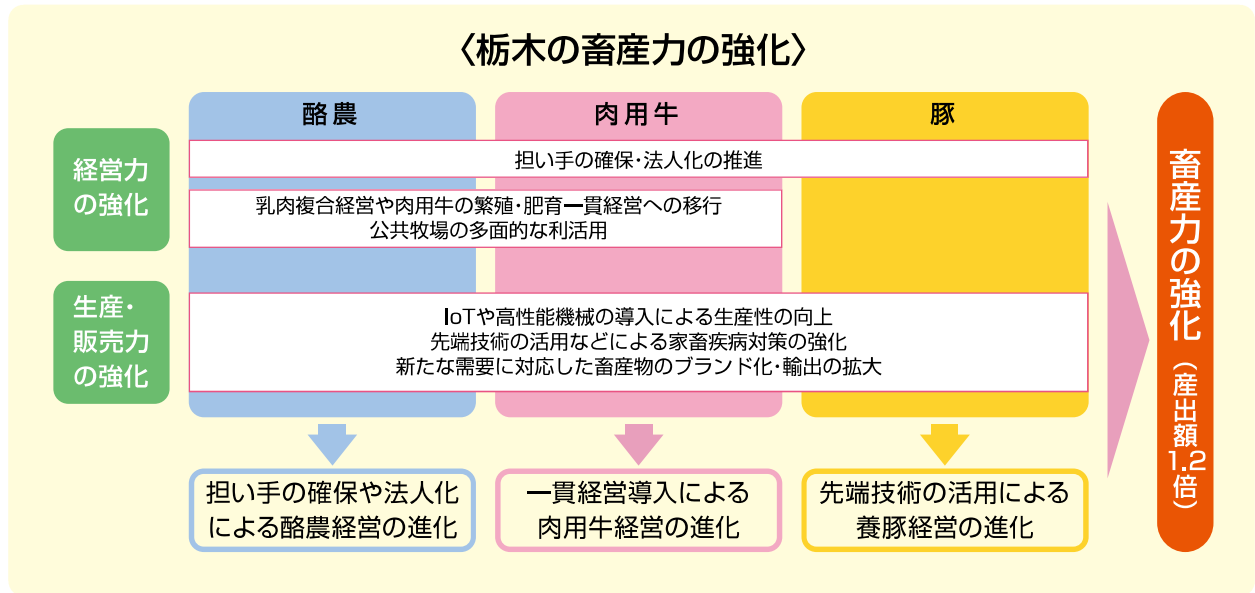 〈栃木の畜産力の強化〉
酪農
肉用牛
豚
経営力
の強化
担い手の確保・法人化の推進
乳肉複合経営や肉用牛の繁殖・肥育一貫経営への移行
公共牧場の多面的な利活用
生産・
販売力
の強化
IoTや高性能機械の導入による生産性の向上
先端技術の活用などによる家畜疾病対策の強化
新たな需要に対応した畜産物のブランド化・輸出の拡大
担い手の確保や法人化
による酪農経営の進化
一貫経営導入による
肉用牛経営の進化
先端技術の活用による
養豚経営の進化
畜産力の強化（産出額1.2倍）